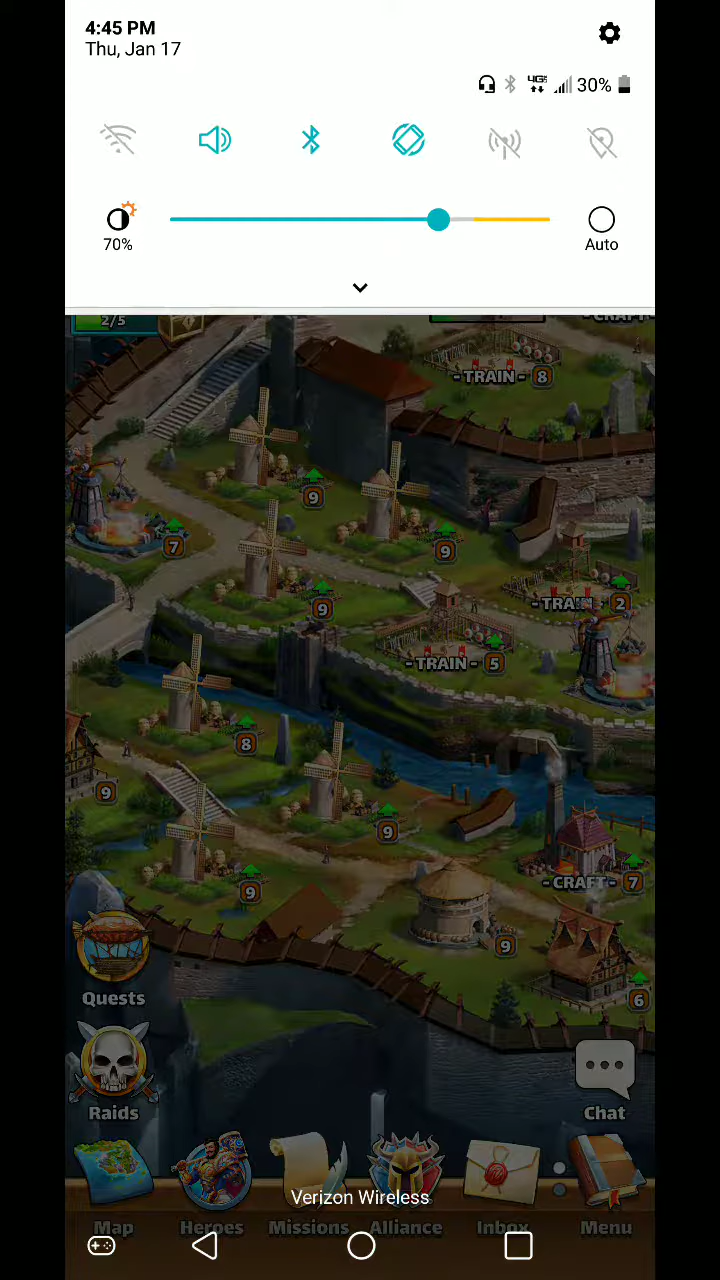 4:45 PM
Thu, Jan 17
4G
30%
70%
Auto
2/5
CRAFT
- TRAIN - 8
9
9
7
9
- TRAIN - 2
- TRAIN - 5
8
9
9
- CRAFT - 7
9
9
6
Quests
Raids
Chat
Verizon Wireless
Map Heroes Missions Alliance Inbox Menu